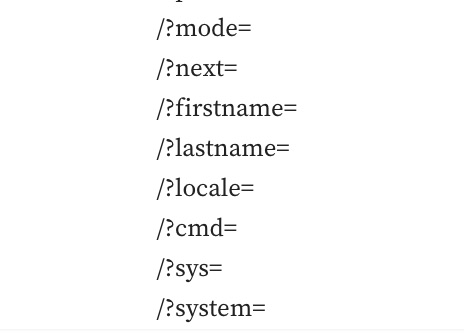 /?mode=
/?next=
/?firstname=
/?lastname=
/?locale=
/?cmd=
/?sys=
/?system=